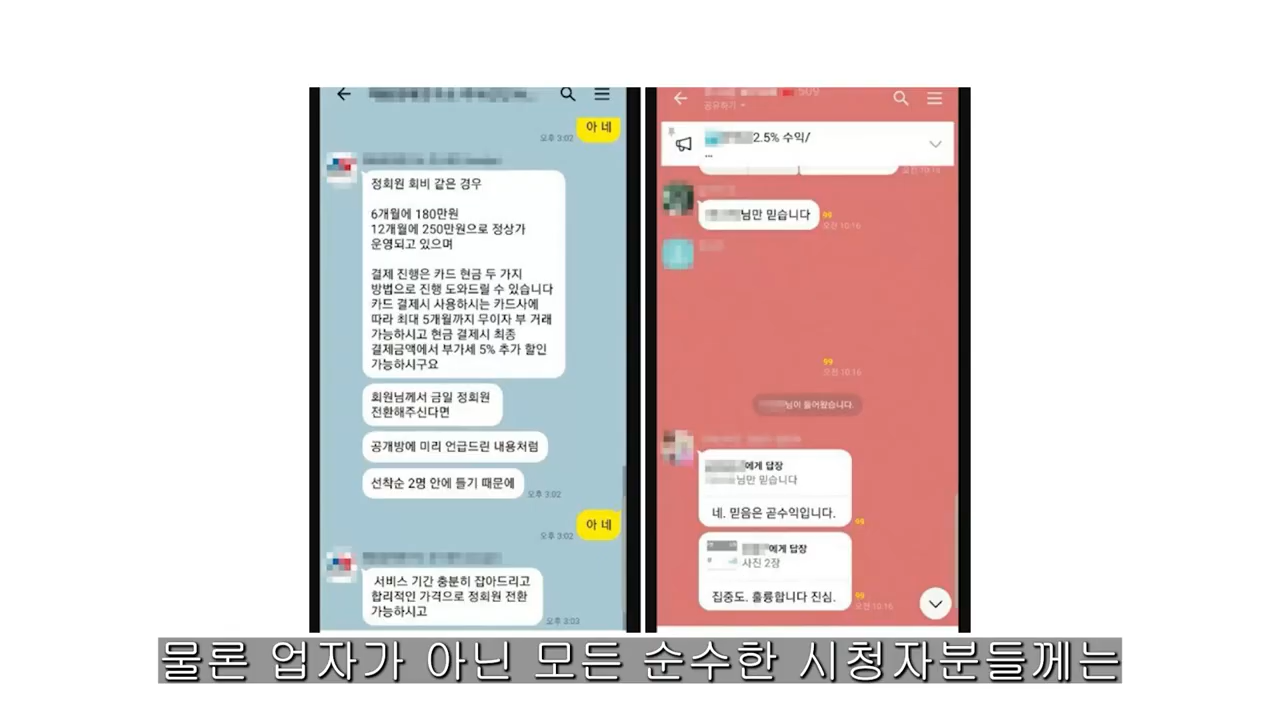 아 네
오후 3:02
정회원 회비 같은 경우
6개월에 180만원
12개월에 250만원으로 정상가
운영되고 있으며
결제 진행은 카드 현금 두 가지
방법으로 진행 도와드릴 수 있습니다
카드 결제시 사용하시는 카드사에
따라 최대 5개월까지 무이자 부 거래
가능하시고 현금 결제시 최종
결제금액에서 부가세 5% 추가 할인
가능하시구요
회원님께서 금일 정회원
전환해주신다면
공개방에 미리 언급드린 내용처럼
선착순 2명 안에 들기 때문에
오후 3:02
아 네
오후 3:02
서비스 기간 충분히 잡아드리고
합리적인 가격으로 정회원 전환
가능하시고
오후 3:03
509
공유하기
2.5% 수익/
...
님만 믿습니다
99
오전 10:16
99
오전 10:16
님이 들어왔습니다.
에게 답장
님만 믿습니다
네. 믿음은 곧수익입니다.
99
에게 답장
사진 2장
집중도. 훌륭합니다 진심.
99
오전 10:16
물론 업자가 아닌 모든 순수한 시청자분들께는